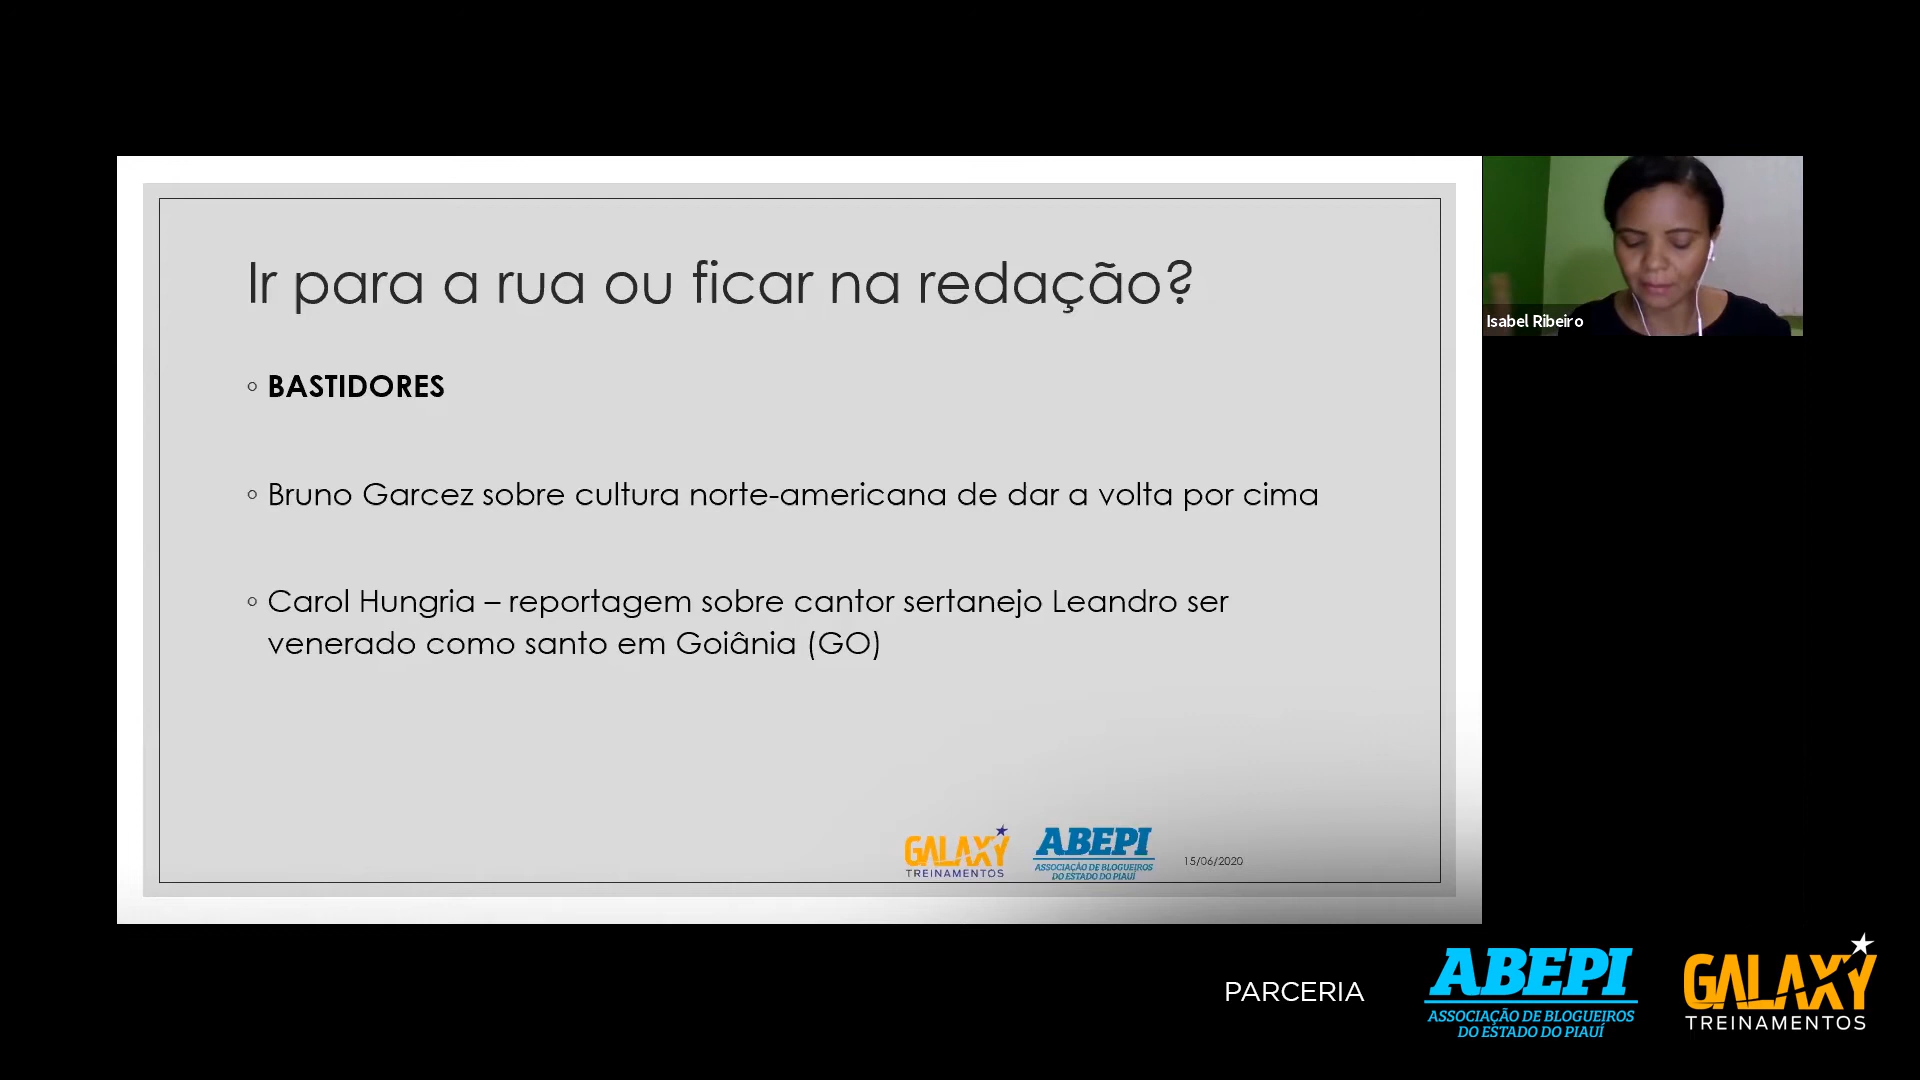 Ir para a rua ou ficar na redação?
◦ BASTIDORES
◦ Bruno Garcez sobre cultura norte-americana de dar a volta por cima
◦ Carol Hungria – reportagem sobre cantor sertanejo Leandro ser
venerado como santo em Goiânia (GO)
GALAXY
TREINAMENTOS
ABEPI
ASSOCIAÇÃO DE BLOGUEIROS
DO ESTADO DO PIAUÍ
15/06/2020
Isabel Ribeiro
PARCERIA
ABEPI
ASSOCIAÇÃO DE BLOGUEIROS
DO ESTADO DO PIAUÍ
GALAXY
TREINAMENTOS